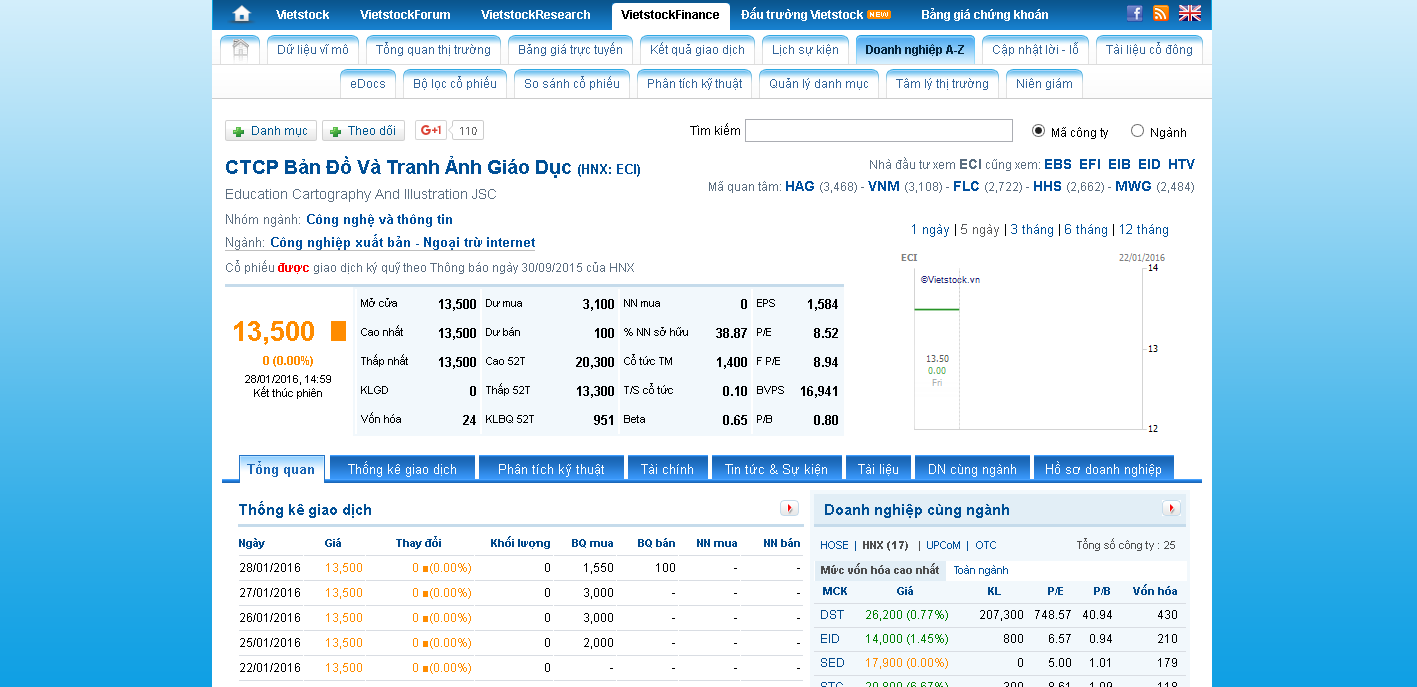 Vietstock VietstockForum VietstockResearch VietstockFinance Đấu trường Vietstock NEW Bảng giá chứng khoán
Dữ liệu vĩ mô Tổng quan thị trường Bảng giá trực tuyến Kết quả giao dịch Lịch sự kiện Doanh nghiệp A-Z Cập nhật lời - lỗ Tài liệu cổ đông
eDocs Bộ lọc cổ phiếu So sánh cổ phiếu Phân tích kỹ thuật Quản lý danh mục Tâm lý thị trường Niên giám
Danh mục Theo dõi G+1 110 Tìm kiếm Mã công ty Ngành
CTCP Bản Đồ Và Tranh Ảnh Giáo Dục (HNX: ECI)
Nhà đầu tư xem ECI cũng xem: EBS EFI EIB EID HTV
Education Cartography And Illustration JSC
Mã quan tâm: HAG (3,468) - VNM (3,108) - FLC (2,722) - HHS (2,662) - MWG (2,484)
Nhóm ngành: Công nghệ và thông tin
Ngành: Công nghiệp xuất bản - Ngoại trừ internet
1 ngày | 5 ngày | 3 tháng | 6 tháng | 12 tháng
Cổ phiếu được giao dịch ký quỹ theo Thông báo ngày 30/09/2015 của HNX
13,500
0 (0.00%)
28/01/2016, 14:59
Kết thúc phiên
Mở cửa 13,500 Dư mua 3,100 NN mua 0 EPS 1,584
Cao nhất 13,500 Dư bán 100 % NN sở hữu 38.87 P/E 8.52
Thấp nhất 13,500 Cao 52T 20,300 Cổ tức TM 1,400 F P/E 8.94
KLGD 0 Thấp 52T 13,300 T/S cổ tức 0.10 BVPS 16,941
Vốn hóa 24 KLBQ 52T 951 Beta 0.65 P/B 0.80
ECI 22/01/2016
©Vietstock.vn
14
13
12
13.50
0.00
Fri
Tổng quan Thống kê giao dịch Phân tích kỹ thuật Tài chính Tin tức & Sự kiện Tài liệu DN cùng ngành Hồ sơ doanh nghiệp
Thống kê giao dịch
Ngày Giá Thay đổi Khối lượng BQ mua BQ bán NN mua NN bán
28/01/2016 13,500 0 (0.00%) 0 1,550 100 - -
27/01/2016 13,500 0 (0.00%) 0 3,000 - - -
26/01/2016 13,500 0 (0.00%) 0 3,000 - - -
25/01/2016 13,500 0 (0.00%) 0 2,000 - - -
22/01/2016 13,500 0 (0.00%) 0 - - - -
Doanh nghiệp cùng ngành
HOSE | HNX (17) | UPCoM | OTC Tổng số công ty : 25
Mức vốn hóa cao nhất Toàn ngành
MCK Giá KL P/E P/B Vốn hóa
DST 26,200 (0.77%) 207,300 748.57 40.94 430
EID 14,000 (1.45%) 800 6.57 0.94 210
SED 17,900 (0.00%) 0 5.00 1.01 179
STC 20,800 (6.67%) 300 8.61 1.09 118